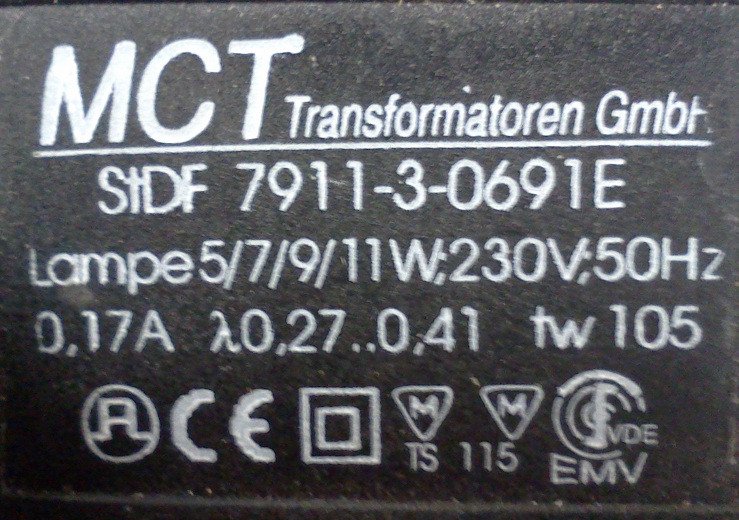 MCT Transformatoren GmbH
StDF 7911-3-0691E
Lampe 5/7/9/11W;230V;50Hz
0,17A λ0,27..0,41 tw 105
CE M M VDE
TS 115 EMV